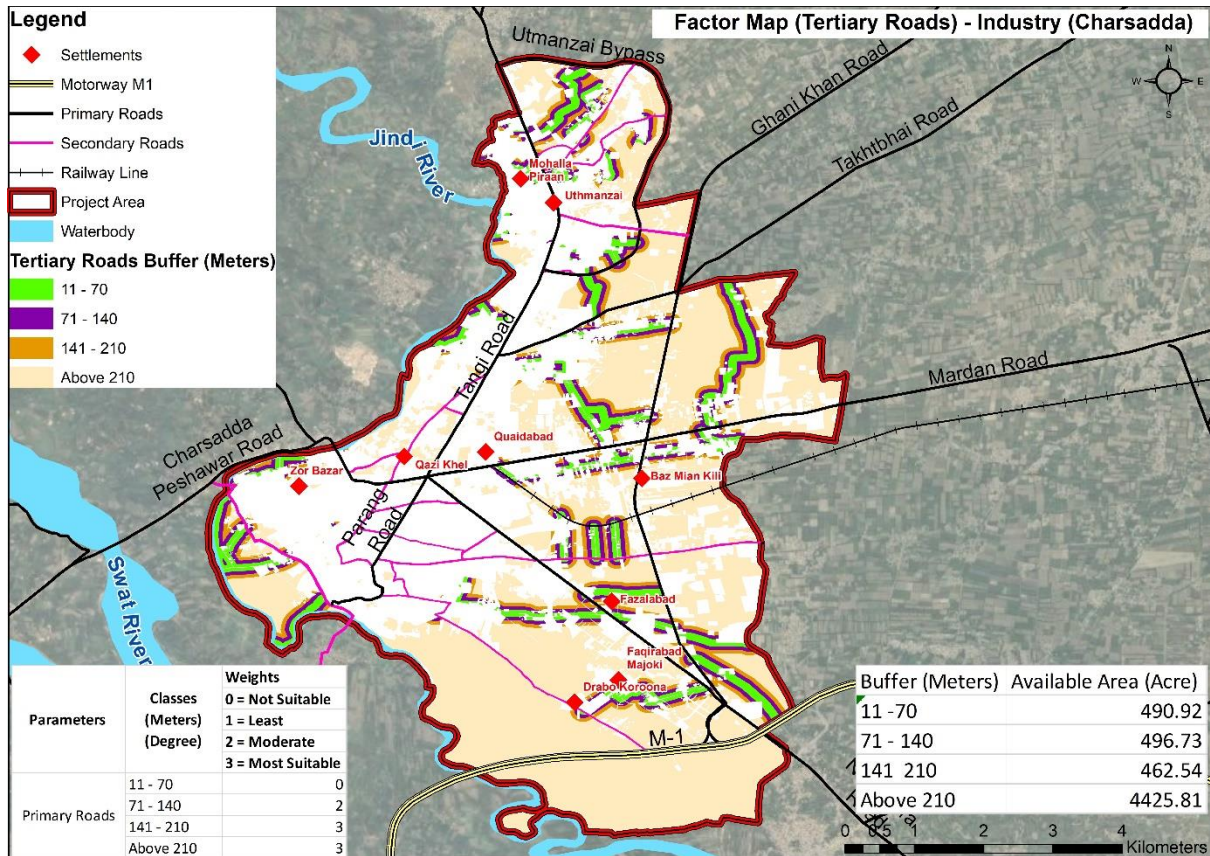 Legend
Settlements
Motorway M1
Primary Roads
Secondary Roads
Railway Line
Project Area
Waterbody
Tertiary Roads Buffer (Meters)
11 - 70
71 - 140
141 - 210
Above 210
Factor Map (Tertiary Roads) - Industry (Charsadda)
N
W E
S
Utmanzai Bypass
Ghani Khan Road
Takhtbhai Road
Jindi River
Mohalla
Piraan
Uthmanzai
Tangi Road
Mardan Road
Charsadda
Peshawar Road
Zor Bazar
Qazi Khel
Quaidabad
Baz Mian Kili
Parang
Road
Swat River
Fazalabad
Faqirabad
Majoki
Drabo Koroona
M-1
Parameters
Classes
(Meters)
(Degree)
Weights
0 = Not Suitable
1 = Least
2 = Moderate
3 = Most Suitable
Primary Roads
11 - 70 0
71 - 140 2
141 - 210 3
Above 210 3
Buffer (Meters) Available Area (Acre)
11 -70 490.92
71 - 140 496.73
141 210 462.54
Above 210 4425.81
0 0.5 1 2 3 4
Kilometers